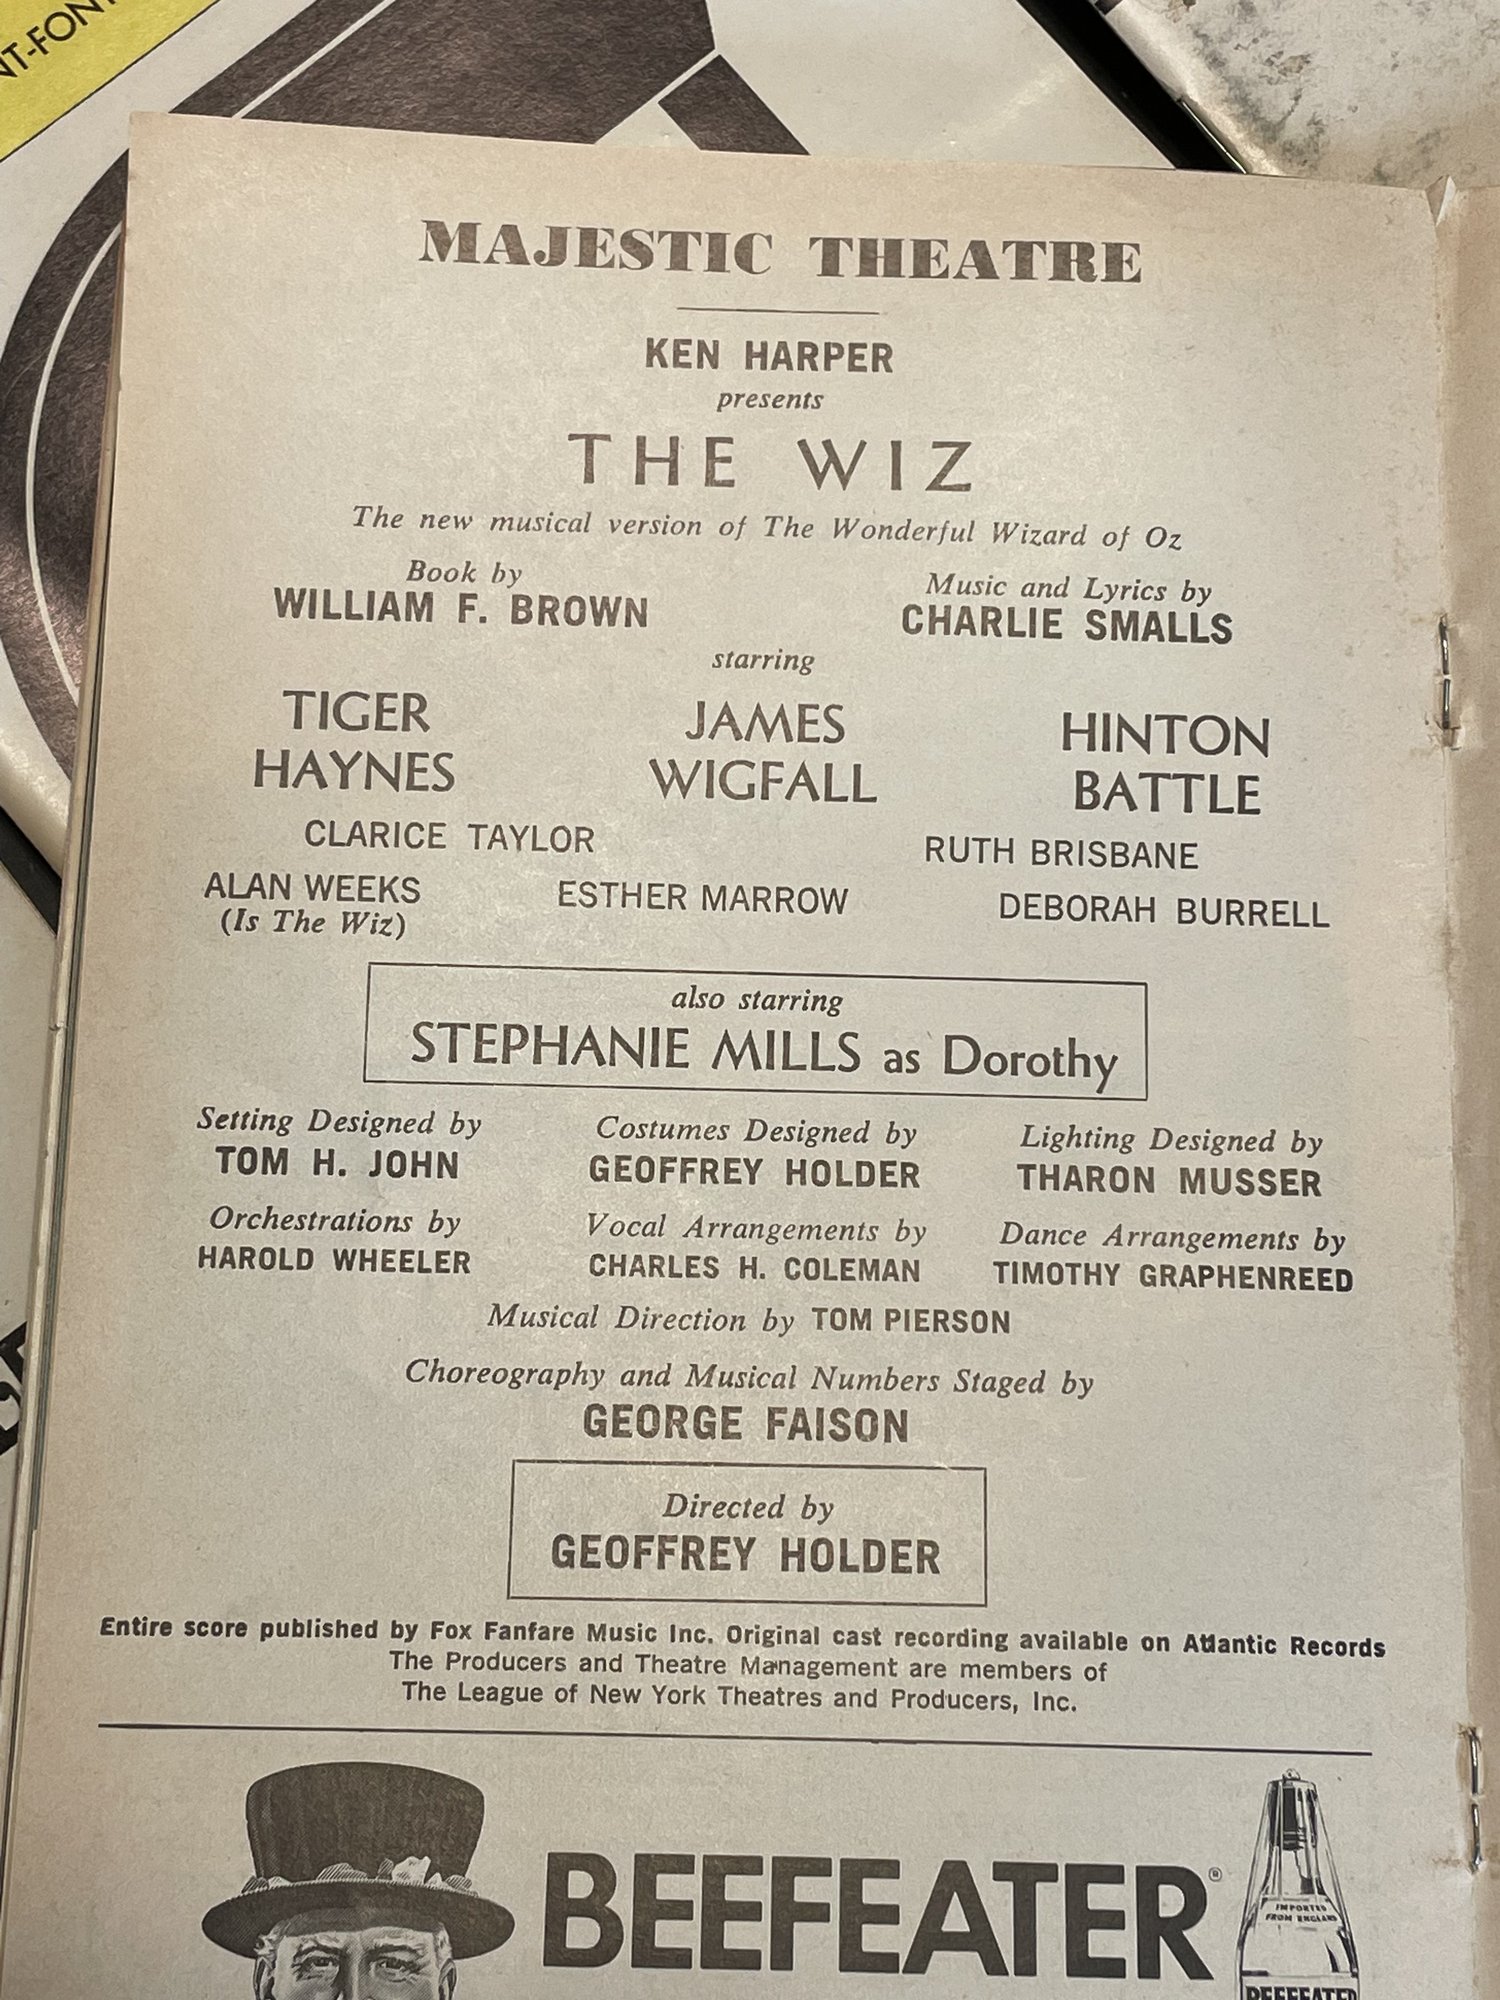 NT-FONT
MAJESTIC THEATRE
KEN HARPER
presents
THE WIZ
The new musical version of The Wonderful Wizard of Oz
Book by
WILLIAM F. BROWN
Music and Lyrics by
CHARLIE SMALLS
starring
TIGER
HAYNES
JAMES
WIGFALL
HINTON
BATTLE
CLARICE TAYLOR
RUTH BRISBANE
ALAN WEEKS
(Is The Wiz)
ESTHER MARROW
DEBORAH BURRELL
also starring
STEPHANIE MILLS as Dorothy
Setting Designed by
TOM H. JOHN
Costumes Designed by
GEOFFREY HOLDER
Lighting Designed by
THARON MUSSER
Orchestrations by
HAROLD WHEELER
Vocal Arrangements by
CHARLES H. COLEMAN
Dance Arrangements by
TIMOTHY GRAPHENREED
Musical Direction by TOM PIERSON
Choreography and Musical Numbers Staged by
GEORGE FAISON
Directed by
GEOFFREY HOLDER
Entire score published by Fox Fanfare Music Inc. Original cast recording available on Atlantic Records
The Producers and Theatre Management are members of
The League of New York Theatres and Producers, Inc.
BEEFEATER®
IMPORTED
FROM ENGLAND
BEEFEATER